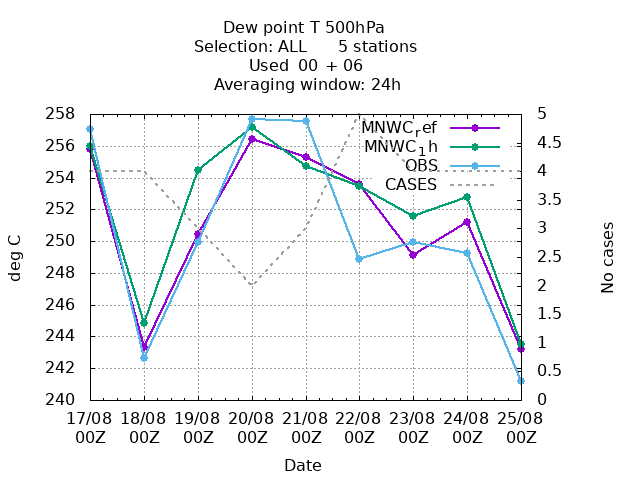 Dew point T 500hPa
Selection: ALL 5 stations
Used 00 + 06
Averaging window: 24h
258
256
254
252
250
248
246
244
242
240
5
4.5
4
3.5
3
2.5
2
1.5
1
0.5
0
MNWCref
MNWC1h
OBS
CASES
deg C
No cases
17/08 18/08 19/08 20/08 21/08 22/08 23/08 24/08 25/08
00Z 00Z 00Z 00Z 00Z 00Z 00Z 00Z 00Z
Date